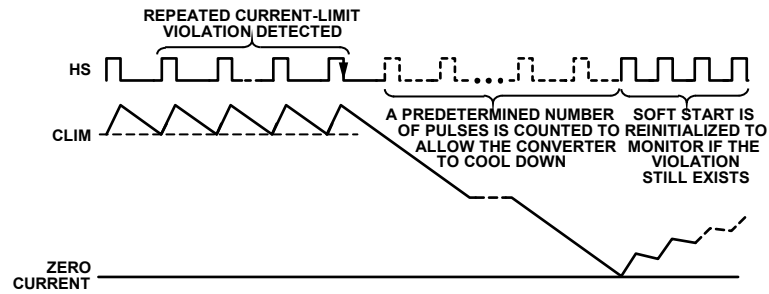 REPEATED CURRENT-LIMIT
VIOLATION DETECTED
HS
CLIM
A PREDETERMINED NUMBER
OF PULSES IS COUNTED TO
ALLOW THE CONVERTER
TO COOL DOWN
SOFT START IS
REINITIALIZED TO
MONITOR IF THE
VIOLATION
STILL EXISTS
ZERO
CURRENT